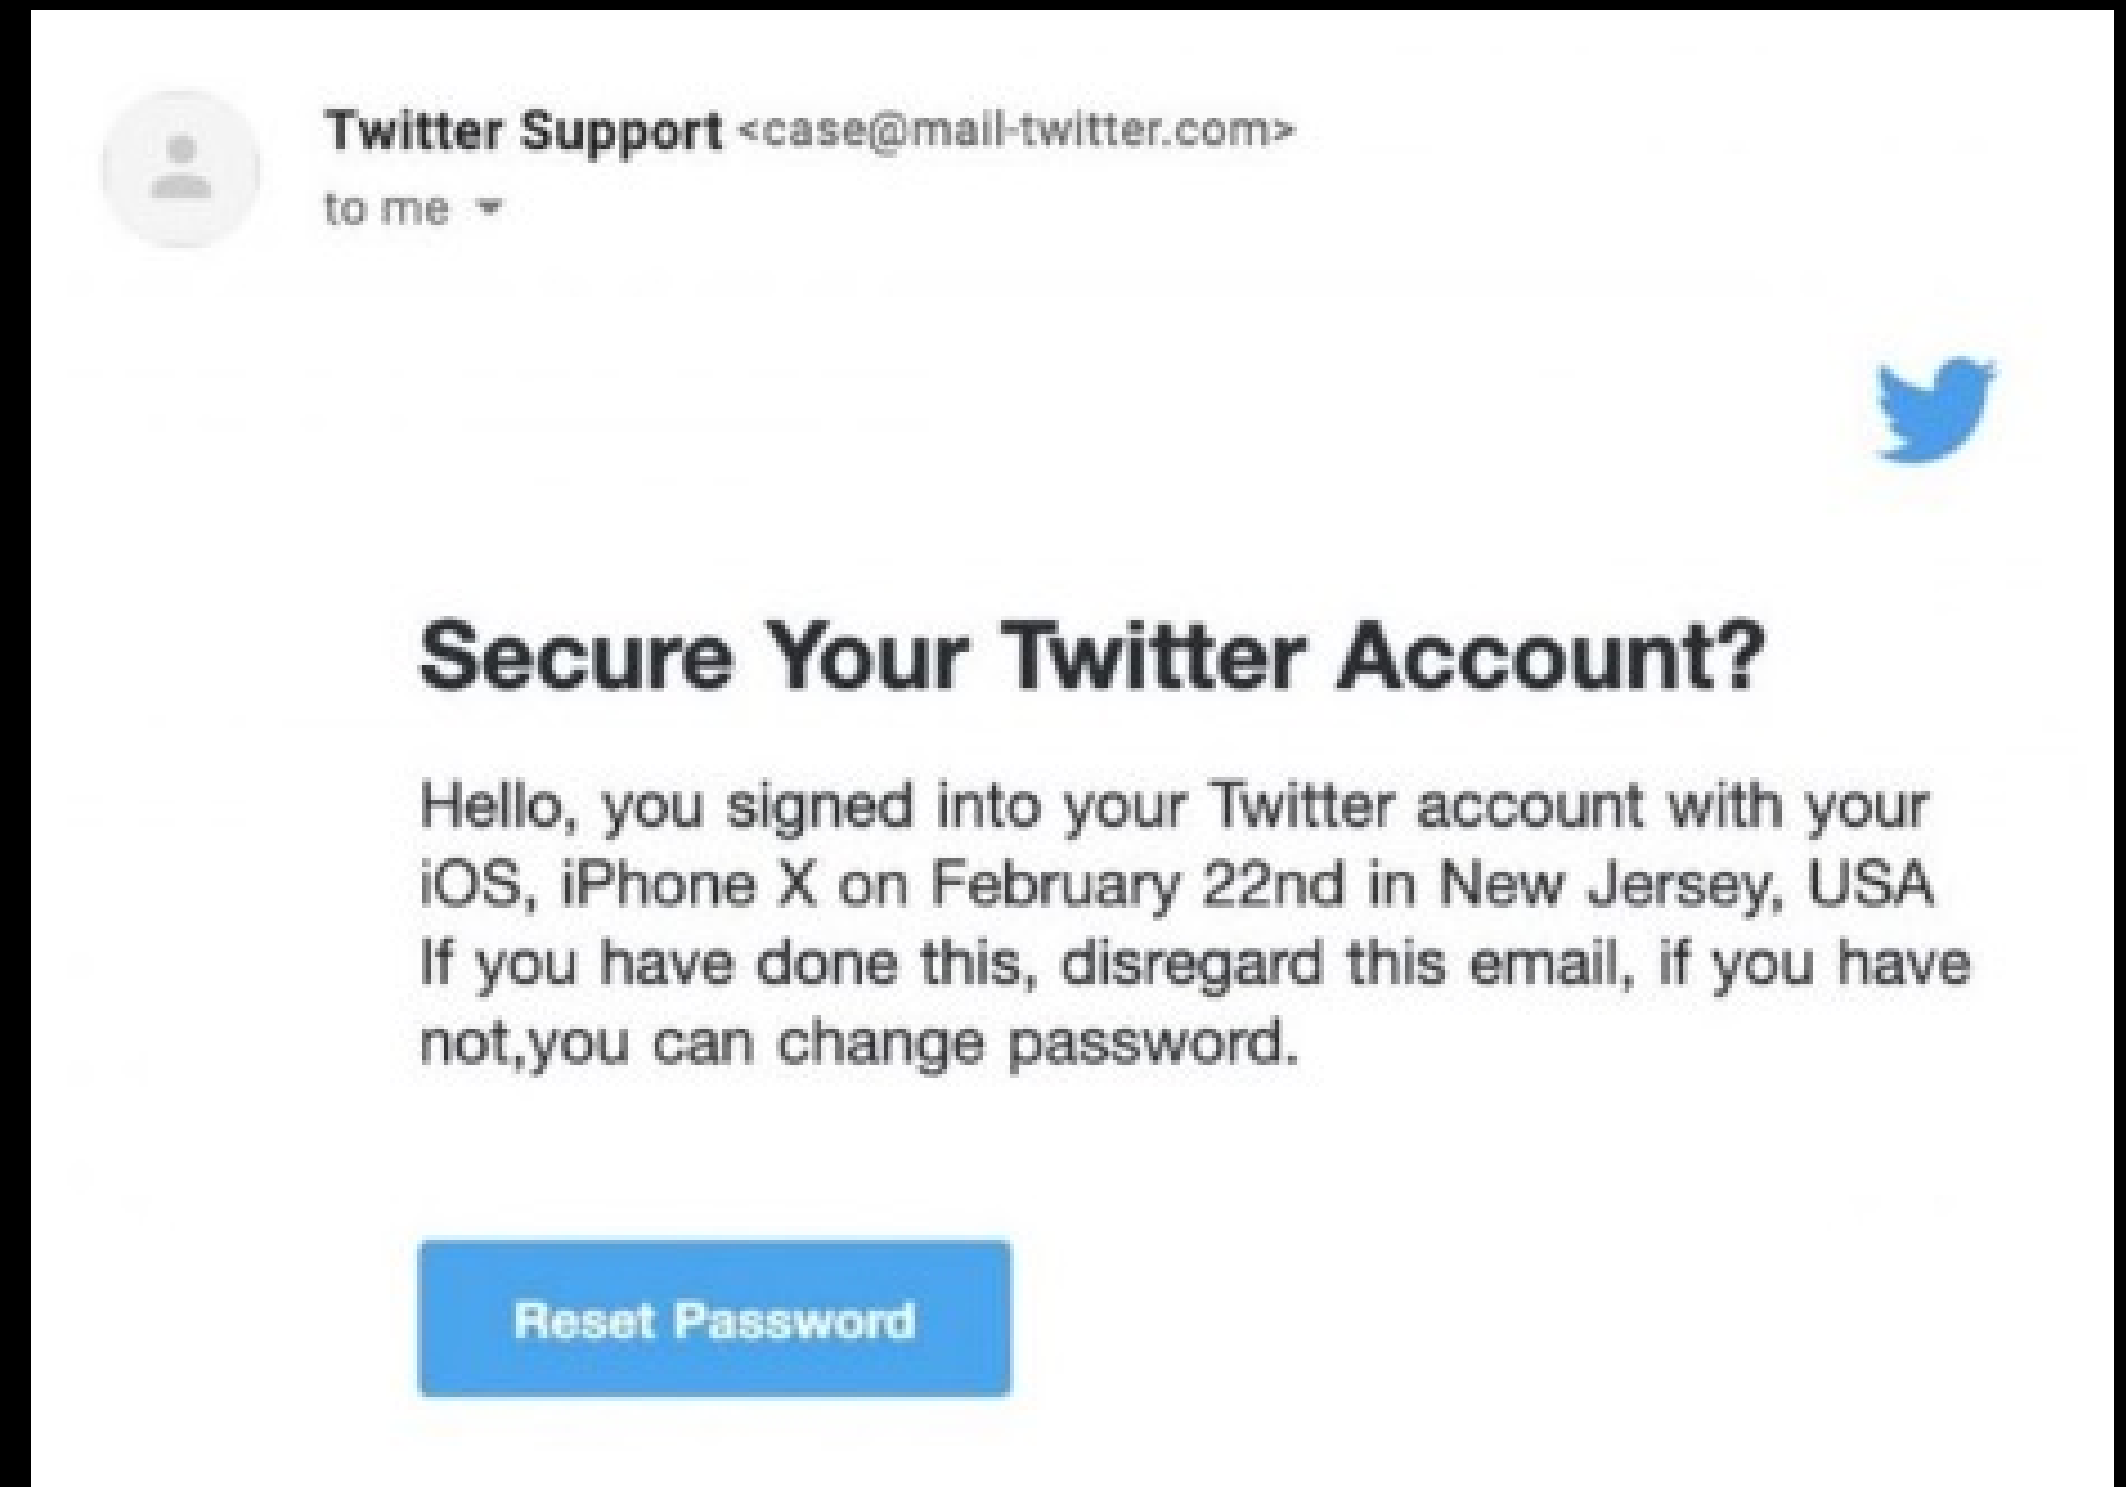 Twitter Support <case@mail-twitter.com>
to me
Secure Your Twitter Account?
Hello, you signed into your Twitter account with your
iOS, iPhone X on February 22nd in New Jersey, USA
If you have done this, disregard this email, if you have
not,you can change password.
Reset Password